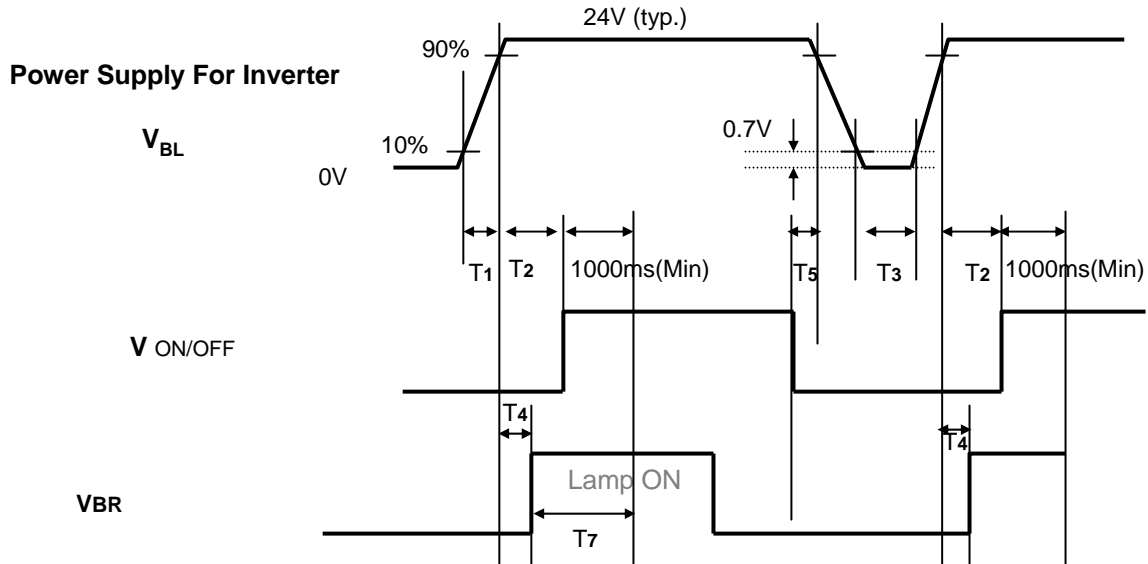 24V (typ.)
90%
Power Supply For Inverter
0.7V
VBL
10%
0V
T1 T2 1000ms(Min) T5 T3 T2 1000ms(Min)
V ON/OFF
T4
T4
Lamp ON
VBR
T7